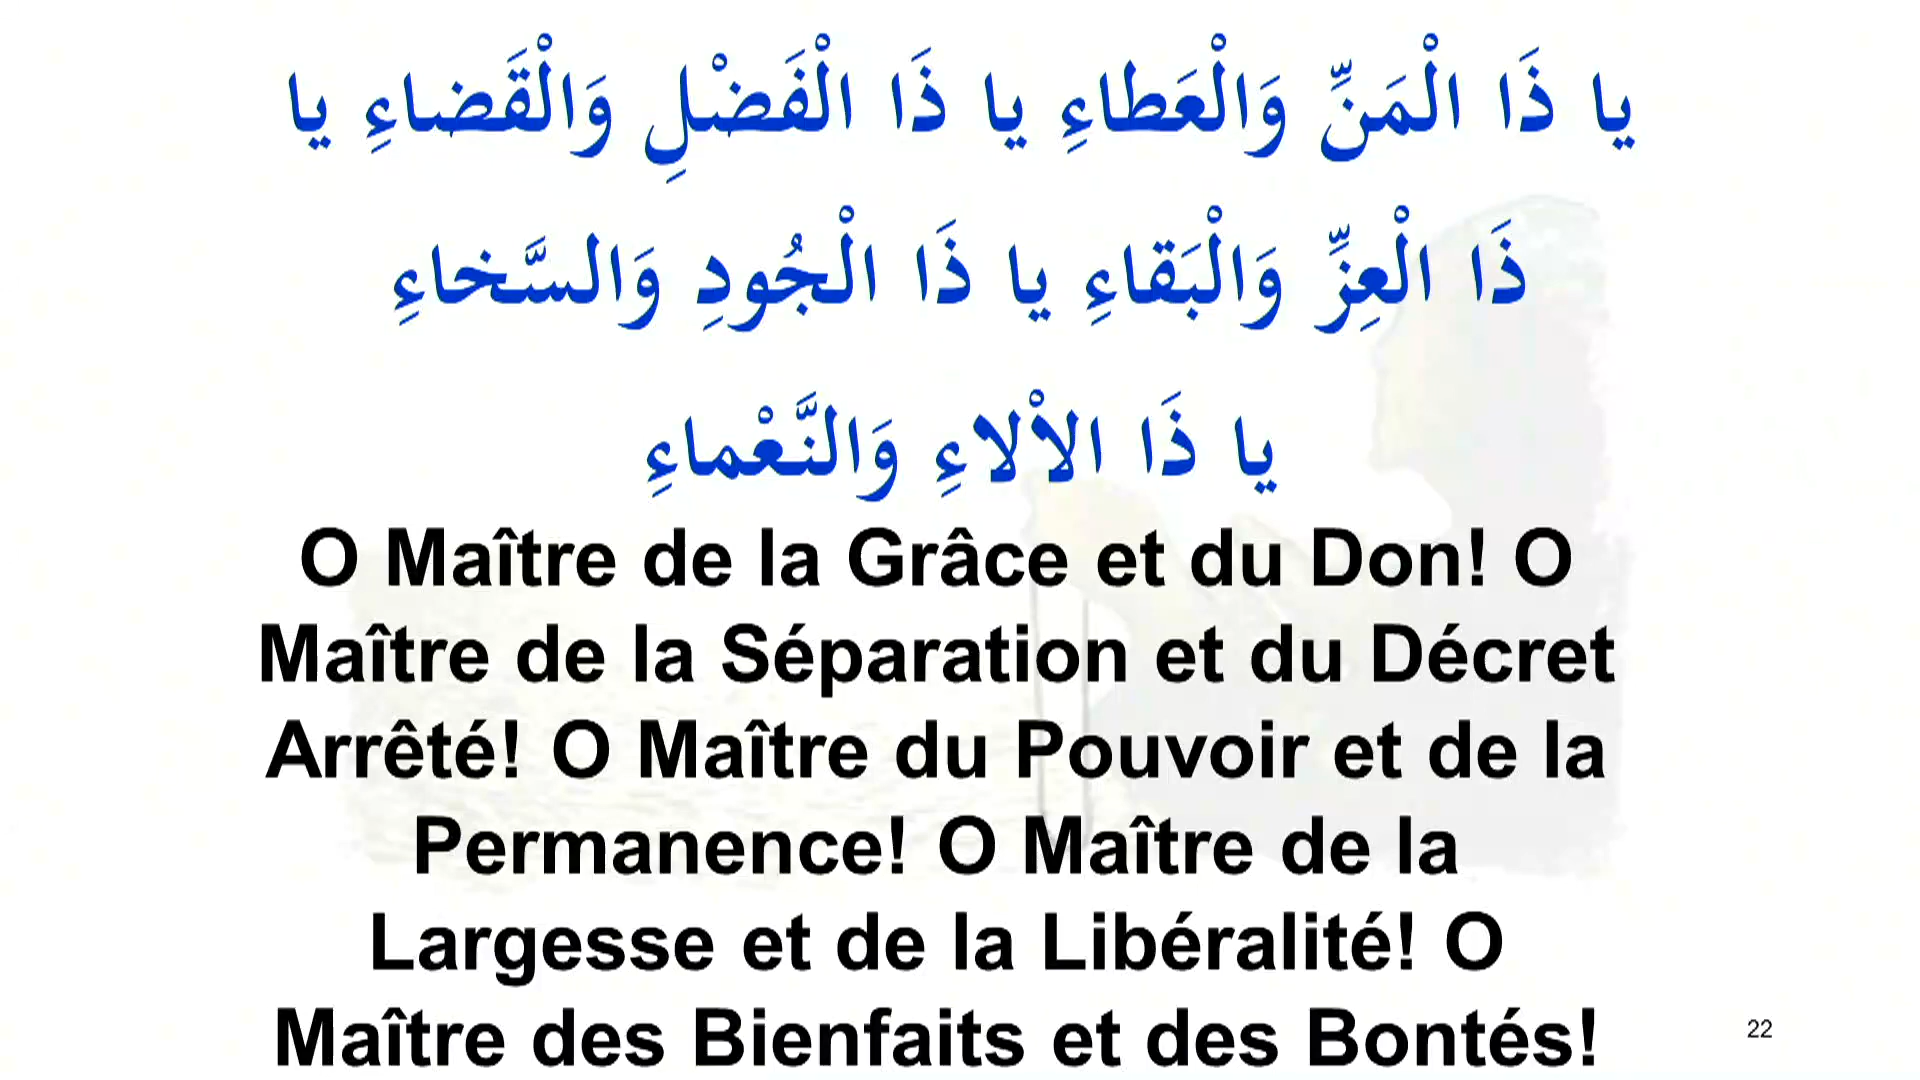 يا ذَا الْمَنِّ وَالْعَطاءِ يا ذَا الْفَضْلِ وَالْقَضاءِ يا
ذَا الْعِزِّ وَالْبَقاءِ يا ذَا الْجُودِ وَالسَّخاءِ
يا ذَا الاْلاءِ وَالنَّعْماءِ
O Maître de la Grâce et du Don! O
Maître de la Séparation et du Décret
Arrêté! O Maître du Pouvoir et de la
Permanence! O Maître de la
Largesse et de la Libéralité! O
Maître des Bienfaits et des Bontés!
22